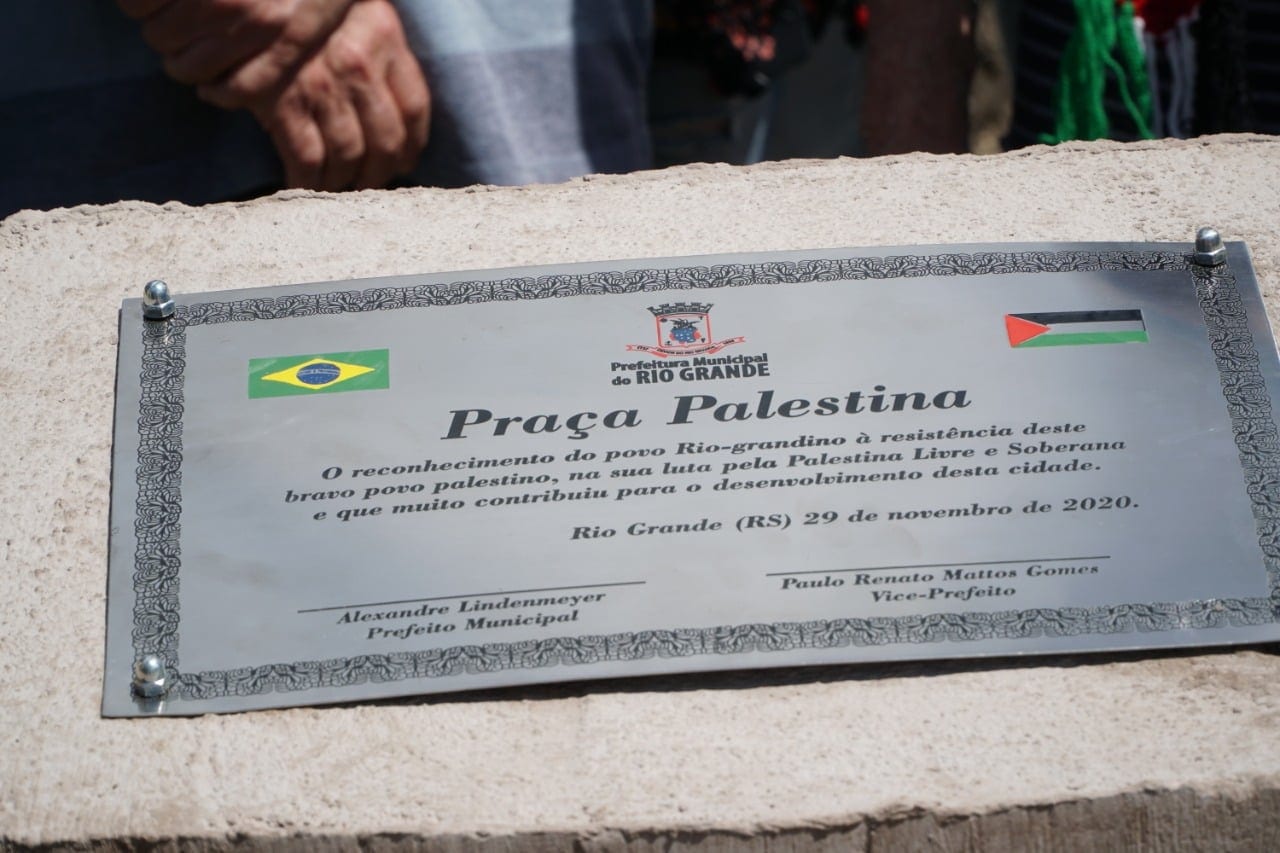 Prefeitura Municipal
do RIO GRANDE
Praça Palestina
O reconhecimento do povo Rio-grandino à resistência deste
bravo povo palestino, na sua luta pela Palestina Livre e Soberana
e que muito contribuiu para o desenvolvimento desta cidade.
Rio Grande (RS) 29 de novembro de 2020.
Alexandre Lindenmeyer
Prefeito Municipal
Paulo Renato Mattos Gomes
Vice-Prefeito